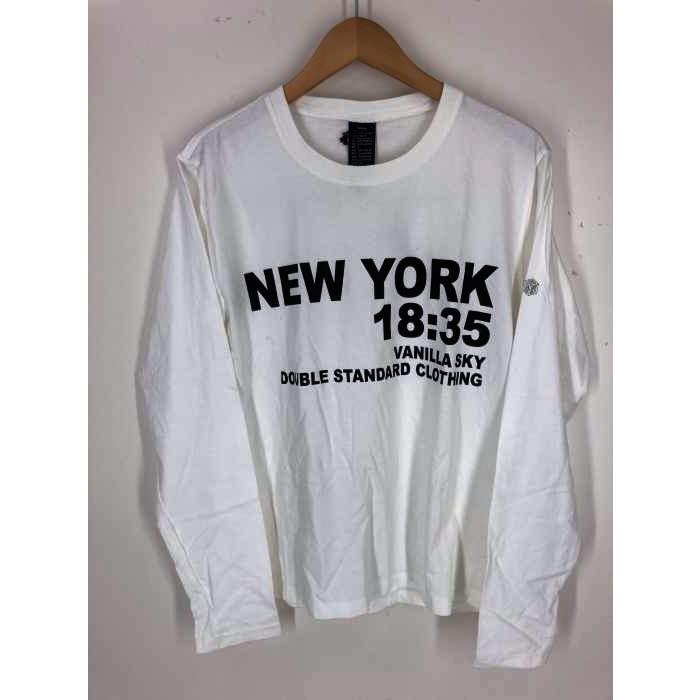 NEW YORK
18:35
VANILLA SKY
DOUBLE STANDARD CLOTHING